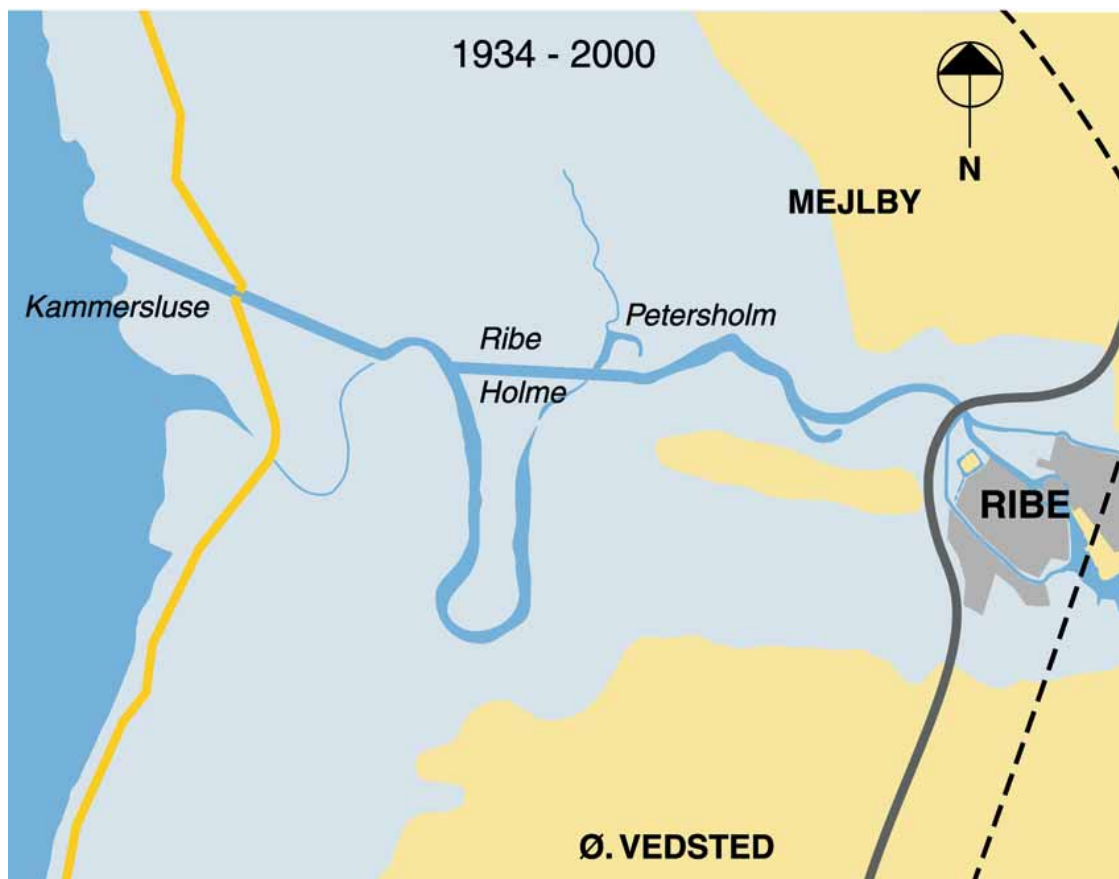 1934 - 2000
N
MEJLBY
Kammersluse
Ribe
Petersholm
Holme
RIBE
Ø. VEDSTED